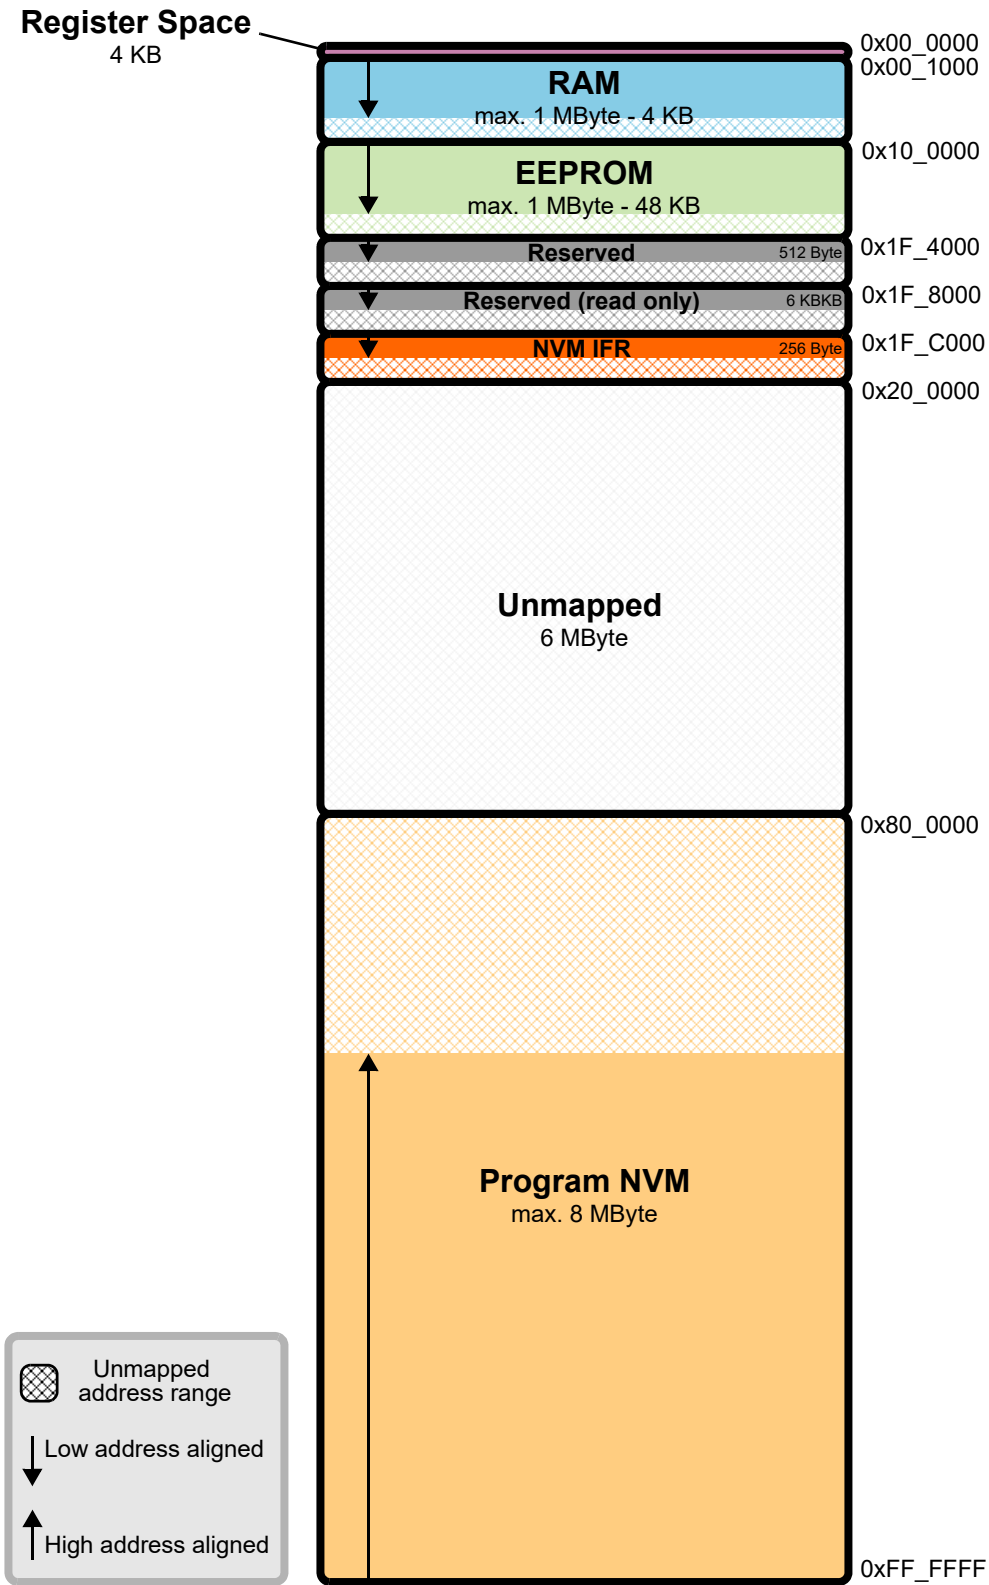 Register Space
4 KB
0x00_0000
0x00_1000
RAM
max. 1 MByte - 4 KB
0x10_0000
EEPROM
max. 1 MByte - 48 KB
0x1F_4000
Reserved
512 Byte
0x1F_8000
Reserved (read only)
6 KBKB
0x1F_C000
NVM IFR
256 Byte
0x20_0000
Unmapped
6 MByte
0x80_0000
Program NVM
max. 8 MByte
Unmapped
address range
Low address aligned
High address aligned
0xFF_FFFF